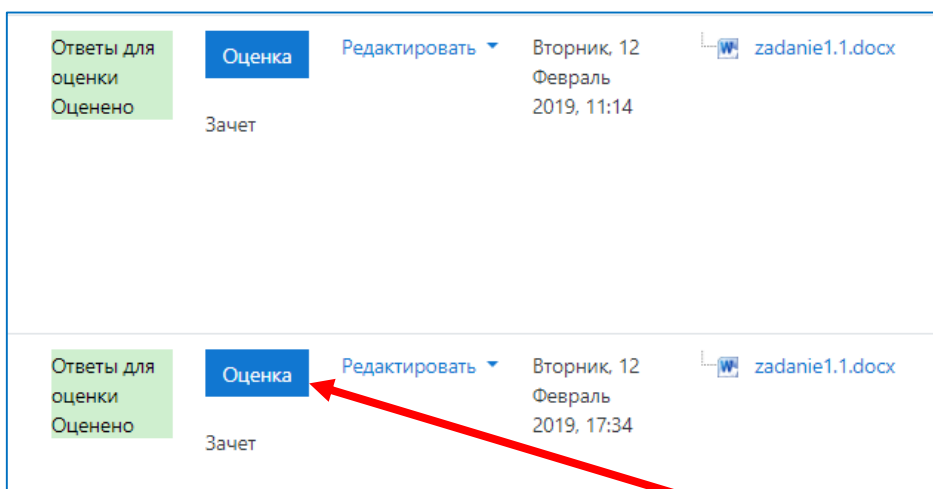 Ответы для
оценки
Оценено
Оценка
Зачет
Редактировать
Вторник, 12
Февраль
2019, 11:14
zadanie1.1.docx
Ответы для
оценки
Оценено
Оценка
Зачет
Редактировать
Вторник, 12
Февраль
2019, 17:34
zadanie1.1.docx